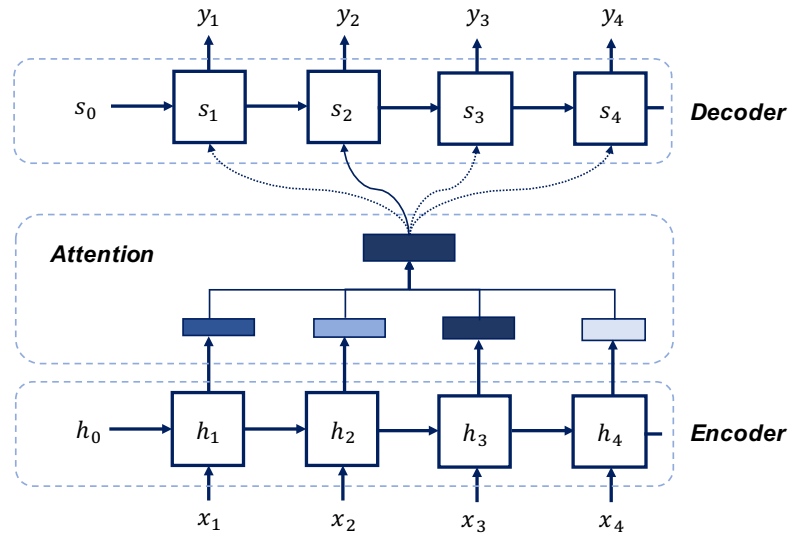 y₁ y₂ y₃ y₄
s₀ s₁ s₂ s₃ s₄ Decoder
Attention
h₀ h₁ h₂ h₃ h₄ Encoder
x₁ x₂ x₃ x₄